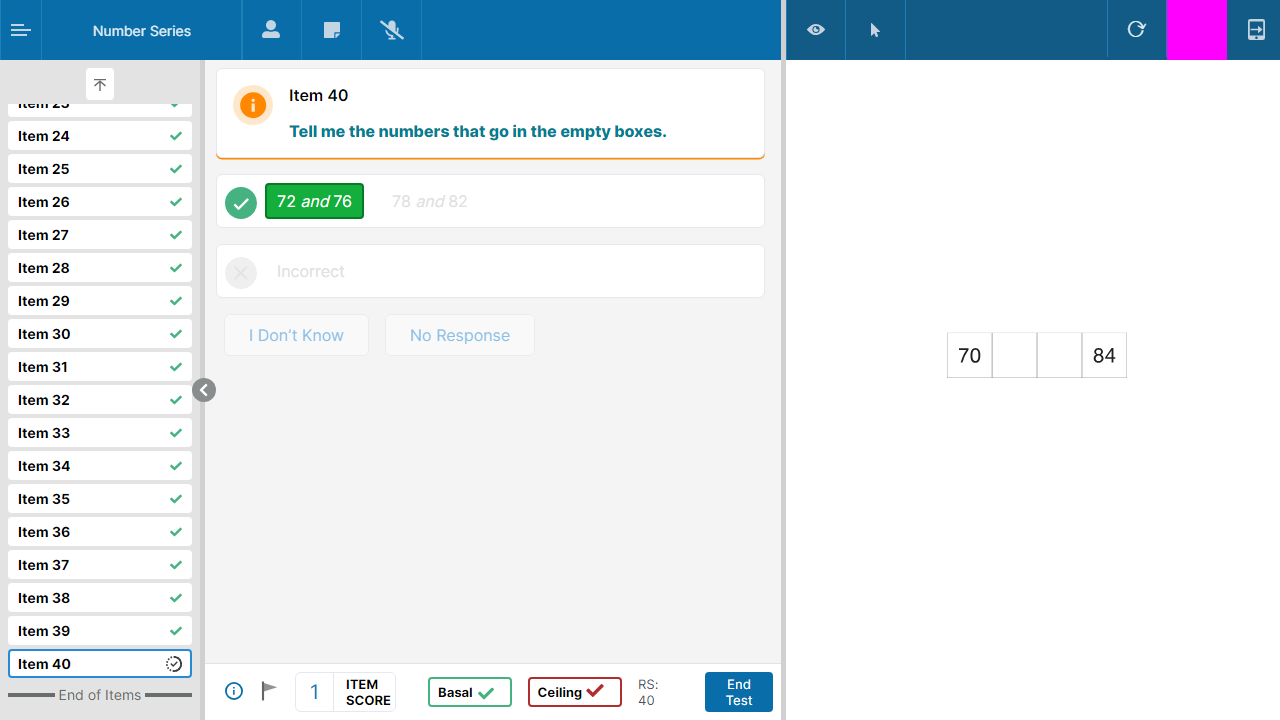 Number Series
Item 23
Item 24
Item 25
Item 26
Item 27
Item 28
Item 29
Item 30
Item 31
Item 32
Item 33
Item 34
Item 35
Item 36
Item 37
Item 38
Item 39
Item 40
End of Items
Item 40
Tell me the numbers that go in the empty boxes.
72 and 76 78 and 82
Incorrect
I Don't Know No Response
1 ITEM SCORE Basal Ceiling RS: 40 End Test
70 84